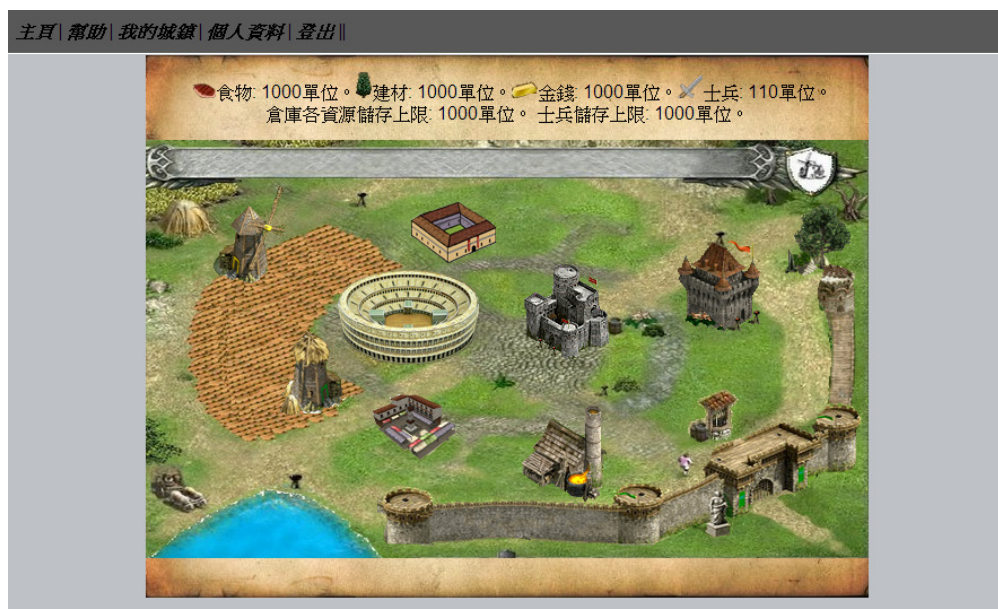 主頁| 幫助| 我的城鎮| 個人資料| 登出||
食物: 1000單位。 建材: 1000單位。 金錢: 1000單位。 士兵: 110單位。
倉庫各資源儲存上限: 1000單位。 士兵儲存上限: 1000單位。